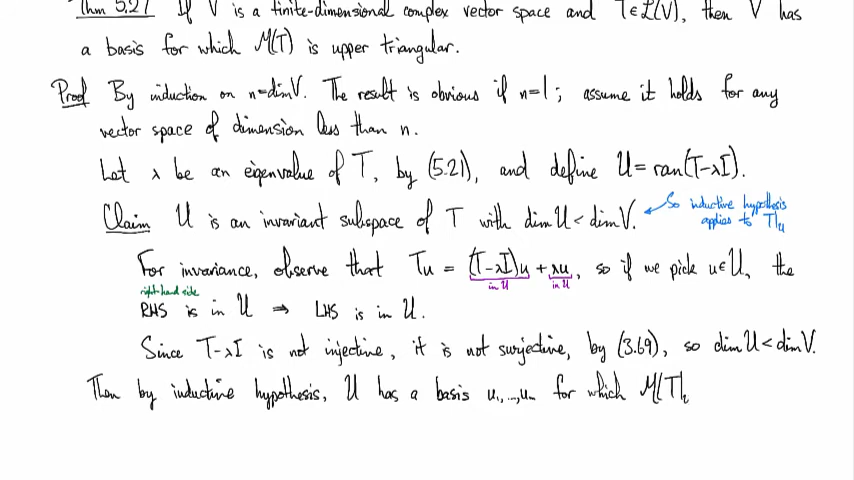 Thm 5.27 If V is a finite-dimensional complex vector space and T∈ℒ(V), then V has
a basis for which ℳ(T) is upper triangular.
Proof By induction on n=dimV. The result is obvious if n=1; assume it holds for any
vector space of dimension less than n.
Let λ be an eigenvalue of T, by (5.21), and define U=ran(T-λI).
Claim U is an invariant subspace of T with dimU<dimV.
So inductive hypothesis
applies to T|u
For invariance, observe that Tu = (T-λI)u + λu, so if we pick u∈U, the
in U in U
right-hand side
RHS is in U ⇒ LHS is in U.
Since T-λI is not injective, it is not surjective, by (3.69), so dimU<dimV.
Then by inductive hypothesis, U has a basis u₁,...,uₘ for which ℳ(T|